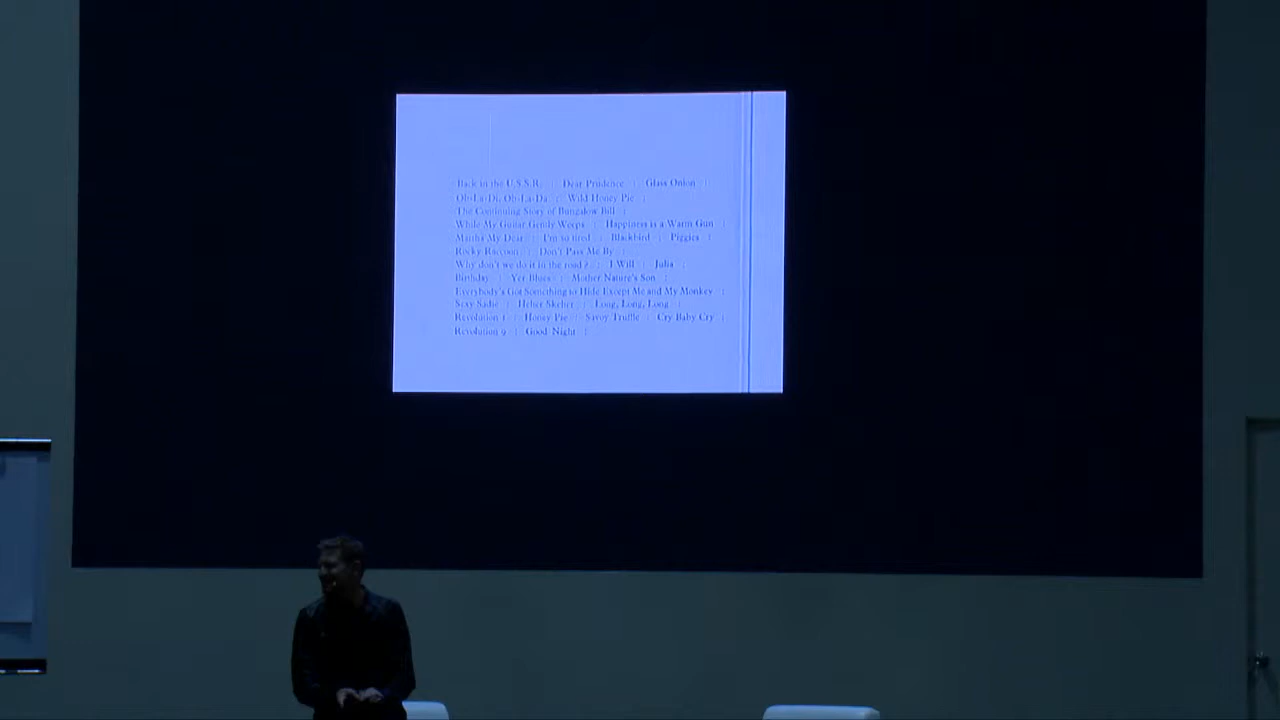 Back in the U.S.S.R. : Dear Prudence : Glass Onion :
Ob-La-Di, Ob-La-Da : Wild Honey Pie :
The Continuing Story of Bungalow Bill :
While My Guitar Gently Weeps : Happiness is a Warm Gun :
Martha My Dear : I'm so tired : Blackbird : Piggies :
Rocky Raccoon : Don't Pass Me By :
Why don't we do it in the road? : I Will : Julia :
Birthday : Yer Blues : Mother Nature's Son :
Everybody's Got Something to Hide Except Me and My Monkey :
Sexy Sadie : Helter Skelter : Long, Long, Long :
Revolution 1 : Honey Pie : Savoy Truffle : Cry Baby Cry :
Revolution 9 : Good Night :